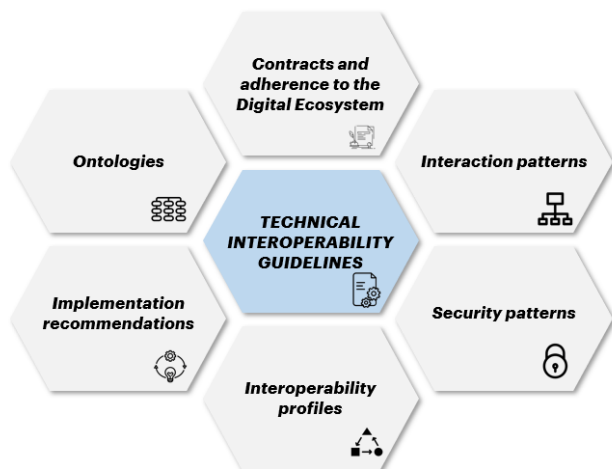 Contracts and
adherence to the
Digital Ecosystem
Ontologies
Interaction patterns
TECHNICAL
INTEROPERABILITY
GUIDELINES
Implementation
recommendations
Security patterns
Interoperability
profiles